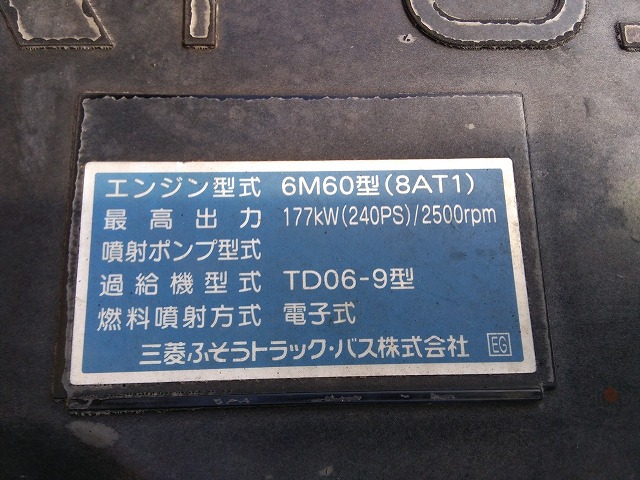 エンジン型式 6M60型(8AT1)
最高出力 177kW(240PS)/2500rpm
噴射ポンプ型式
過給機型式 TD06-9型
燃料噴射方式 電子式
三菱ふそうトラック・バス株式会社 EG